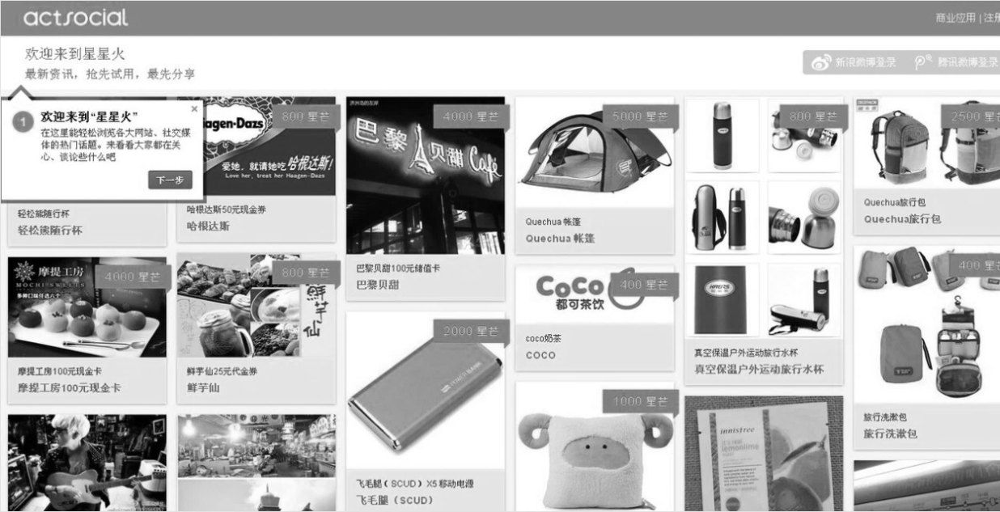 actsocial
商业应用 | 注册
欢迎来到星星火
最新资讯，抢先试用，最先分享
新浪微博登录
腾讯微博登录
1
欢迎来到“星星火”
在这里能轻松浏览各大网站、社交媒
体的热门话题。来看看大家都在关
心、谈论些什么吧
下一步
轻松熊随行杯
轻松熊随行杯
800 星芒
爱她，就请她吃哈根达斯！
Love her, treat her Haagen-Dazs
哈根达斯50元现金券
哈根达斯
4000 星芒
巴黎贝甜 Café
巴黎贝甜100元储值卡
巴黎贝甜
5000 星芒
Quechua 帐篷
Quechua 帐篷
800 星芒
真空保温户外运动旅行水杯
真空保温户外运动旅行水杯
2500 星芒
Quechua旅行包
Quechua旅行包
摩提工房
MOCHI SWEETS
多种口味任选六个
4000 星芒
摩提工房100元现金卡
摩提工房100元现金卡
800 星芒
鲜芋仙
鲜芋仙25元代金券
鲜芋仙
2000 星芒
POWER BANK
飞毛腿（SCUD）X5 移动电源
飞毛腿（SCUD）
CoCo
都可茶饮
400 星芒
coco奶茶
COCO
1000 星芒
innisfree
400 星芒
旅行洗漱包
旅行洗漱包